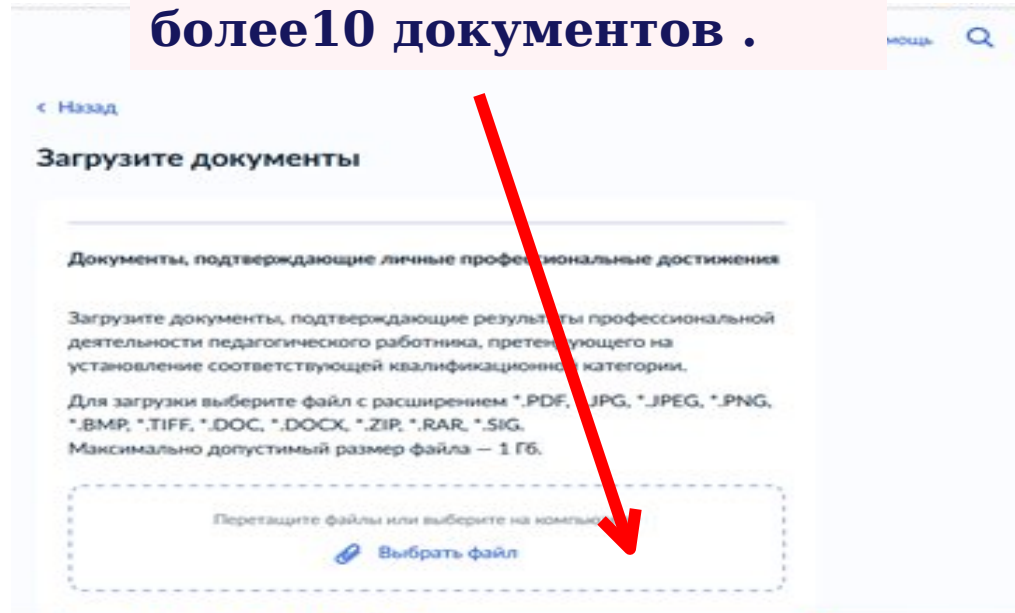 более10 документов .
мощь
< Назад
Загрузите документы
Документы, подтверждающие личные профессиональные достижения
Загрузите документы, подтверждающие результаты профессиональной
деятельности педагогического работника, претендующего на
установление соответствующей квалификационной категории.
Для загрузки выберите файл с расширением *.PDF, *.JPG, *.JPEG, *.PNG,
*.BMP, *.TIFF, *.DOC, *.DOCX, *.ZIP, *.RAR, *.SIG.
Максимально допустимый размер файла — 1 Гб.
Перетащите файлы или выберите на компью
Выбрать файл